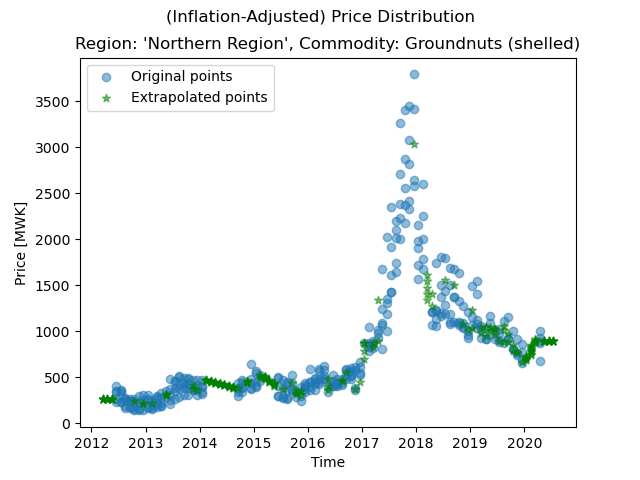 (Inflation-Adjusted) Price Distribution
Region: 'Northern Region', Commodity: Groundnuts (shelled)
Original points
Extrapolated points
3500
3000
2500
2000
1500
1000
500
0
Price [MWK]
2012 2013 2014 2015 2016 2017 2018 2019 2020
Time